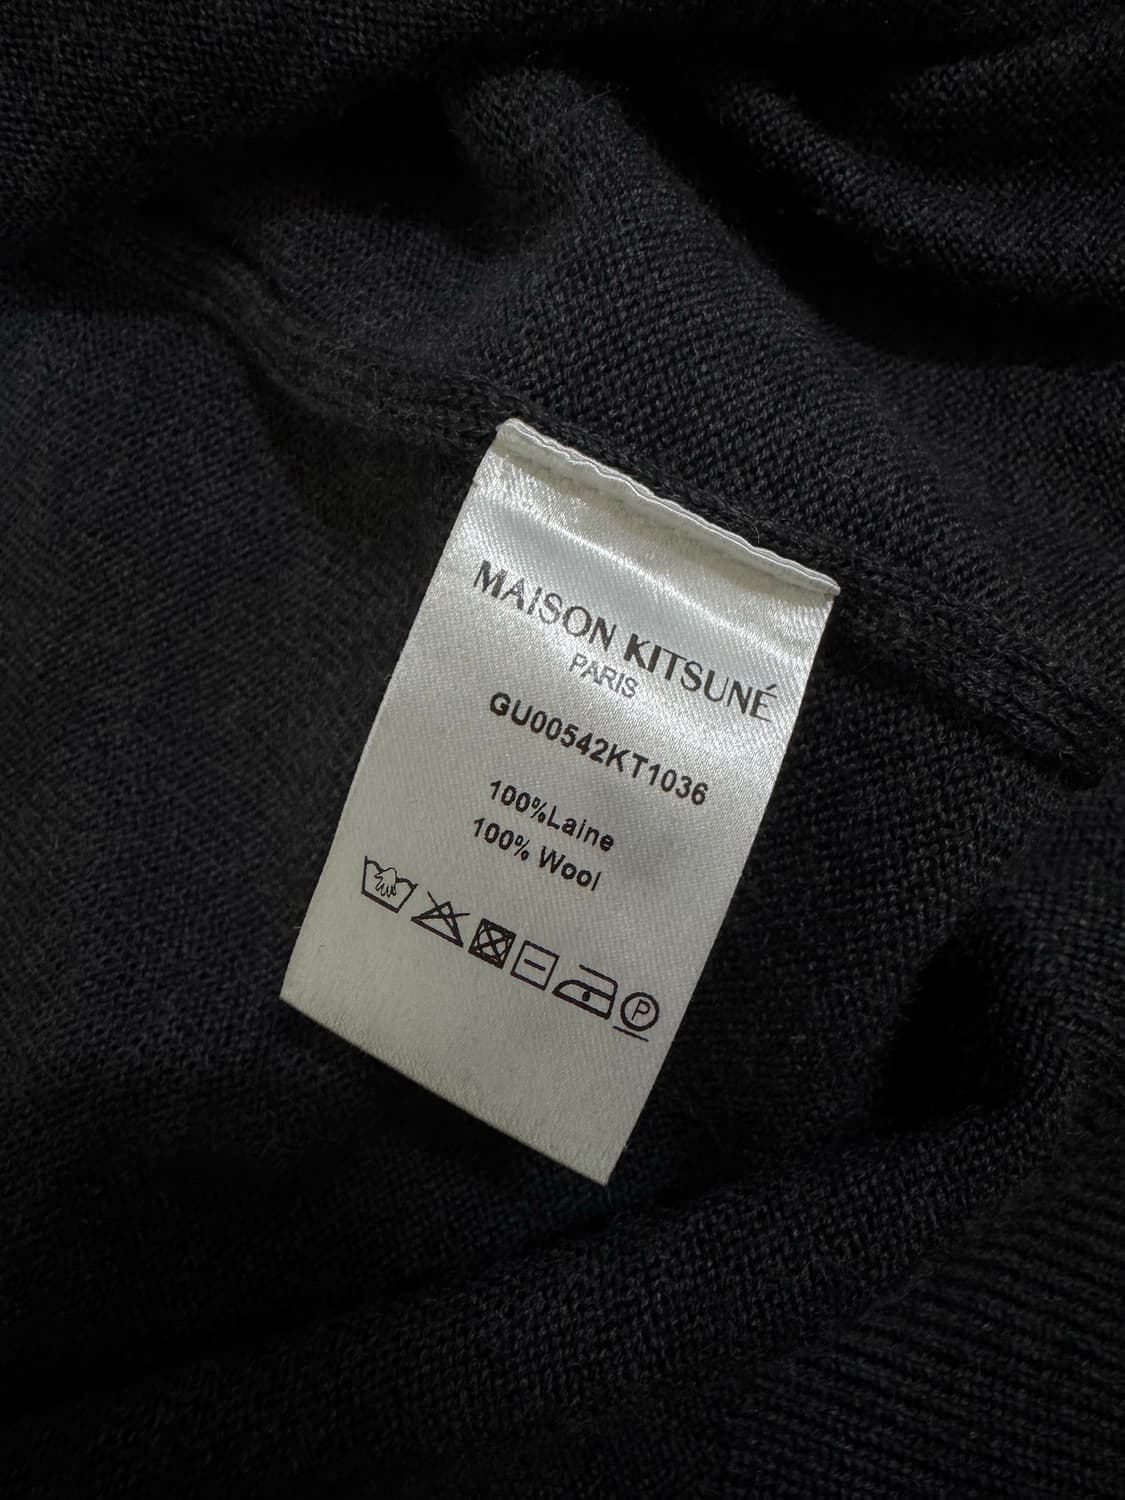 MAISON KITSUNÉ
PARIS
GU00542KT1036
100%Laine
100% Wool
P